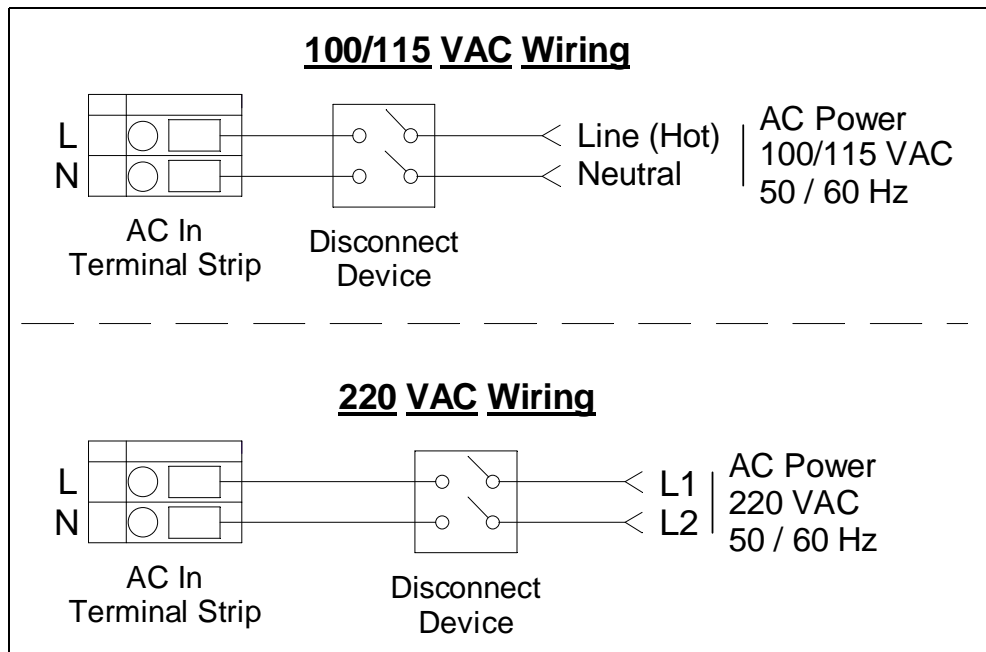 100/115 VAC Wiring
L
N
AC In
Terminal Strip
Disconnect
Device
Line (Hot)
Neutral
AC Power
100/115 VAC
50 / 60 Hz
220 VAC Wiring
L
N
AC In
Terminal Strip
Disconnect
Device
L1
L2
AC Power
220 VAC
50 / 60 Hz